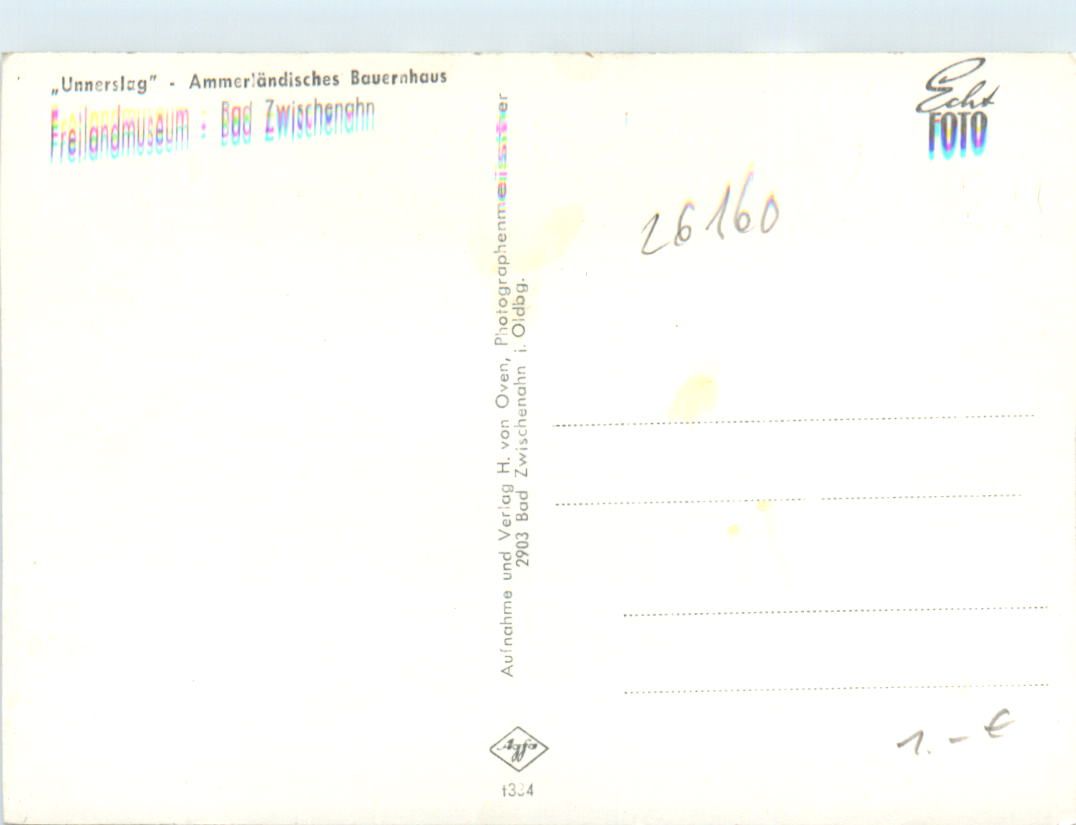 „Unnerslag" - Ammerländisches Bauernhaus
Freilandmuseum - Bad Zwischenahn
Echt
FOTO
26160
Aufnahme und Verlag H. von Oven, Photographenmeister
2903 Bad Zwischenahn i. Oldbg.
Agfa
1.- €